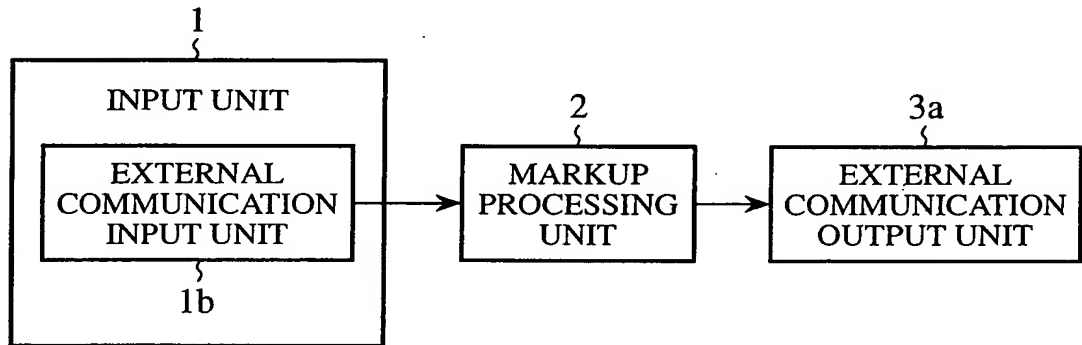 1
INPUT UNIT
EXTERNAL
COMMUNICATION
INPUT UNIT
1b
2
MARKUP
PROCESSING
UNIT
3a
EXTERNAL
COMMUNICATION
OUTPUT UNIT